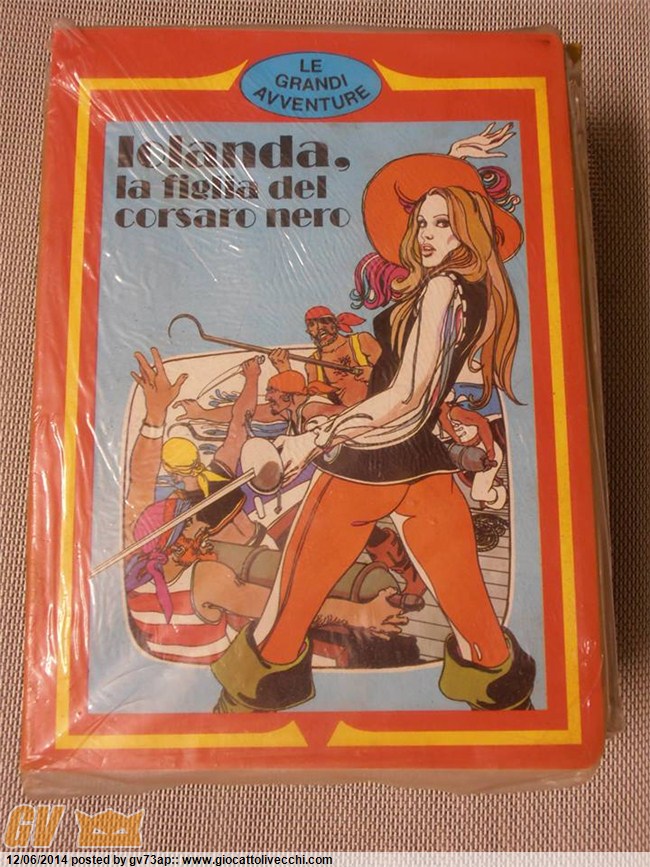 LE
GRANDI
AVVENTURE
Iolanda,
la figlia del
corsaro nero
GV
12/06/2014 posted by gv73ap:: www.giocattolivecchi.com